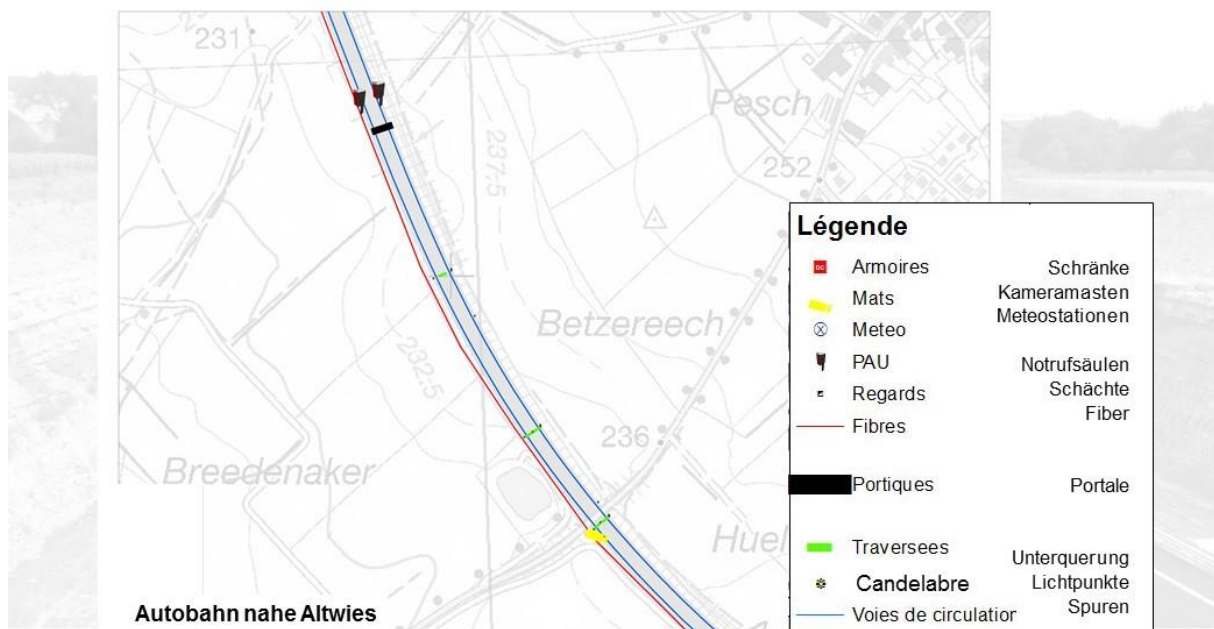 231
Pesch
237.5
252
Légende
Armoires Schränke
Mats Kameramasten
Meteo Meteostationen
PAU Notrufsäulen
Regards Schächte
Fibres Fiber
Betzereech
232.5
236
Breedenaker
Portiques Portale
Huel
Traversees Unterquerung
Candelabre Lichtpunkte
Voies de circulation Spuren
Autobahn nahe Altwies